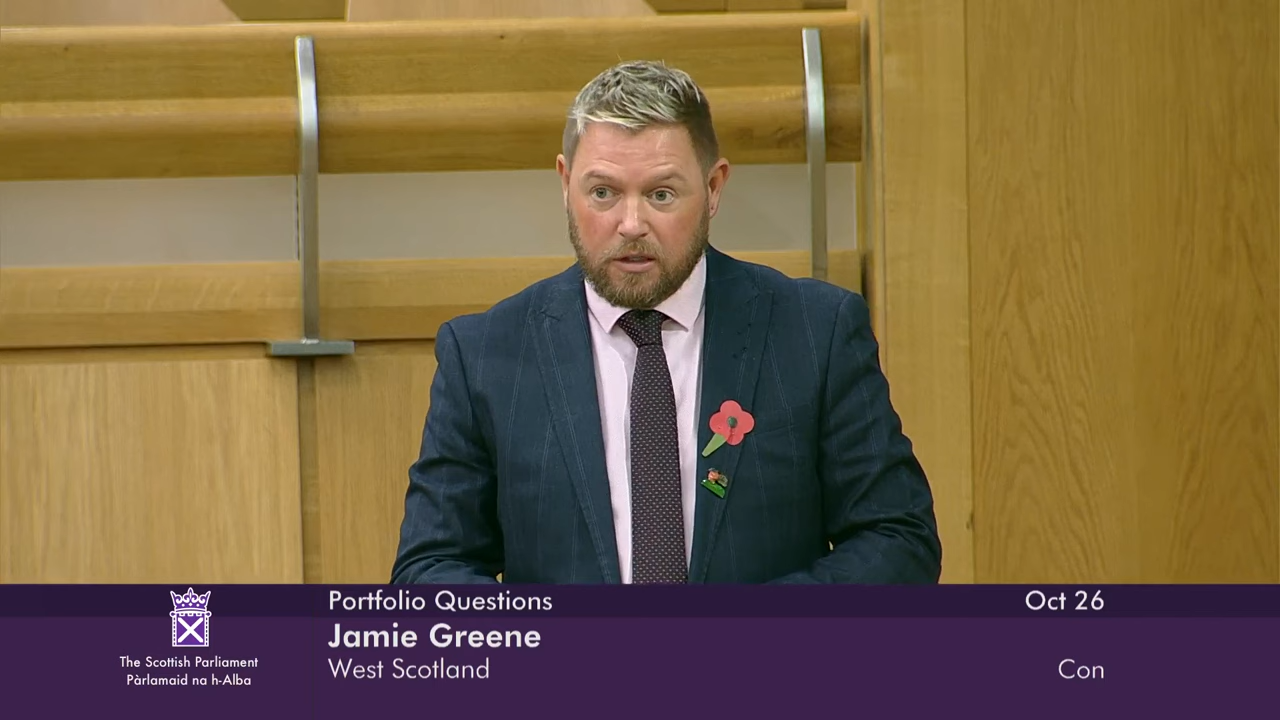 Portfolio Questions
Oct 26
Jamie Greene
West Scotland
Con
The Scottish Parliament
Pàrlamaid na h-Alba